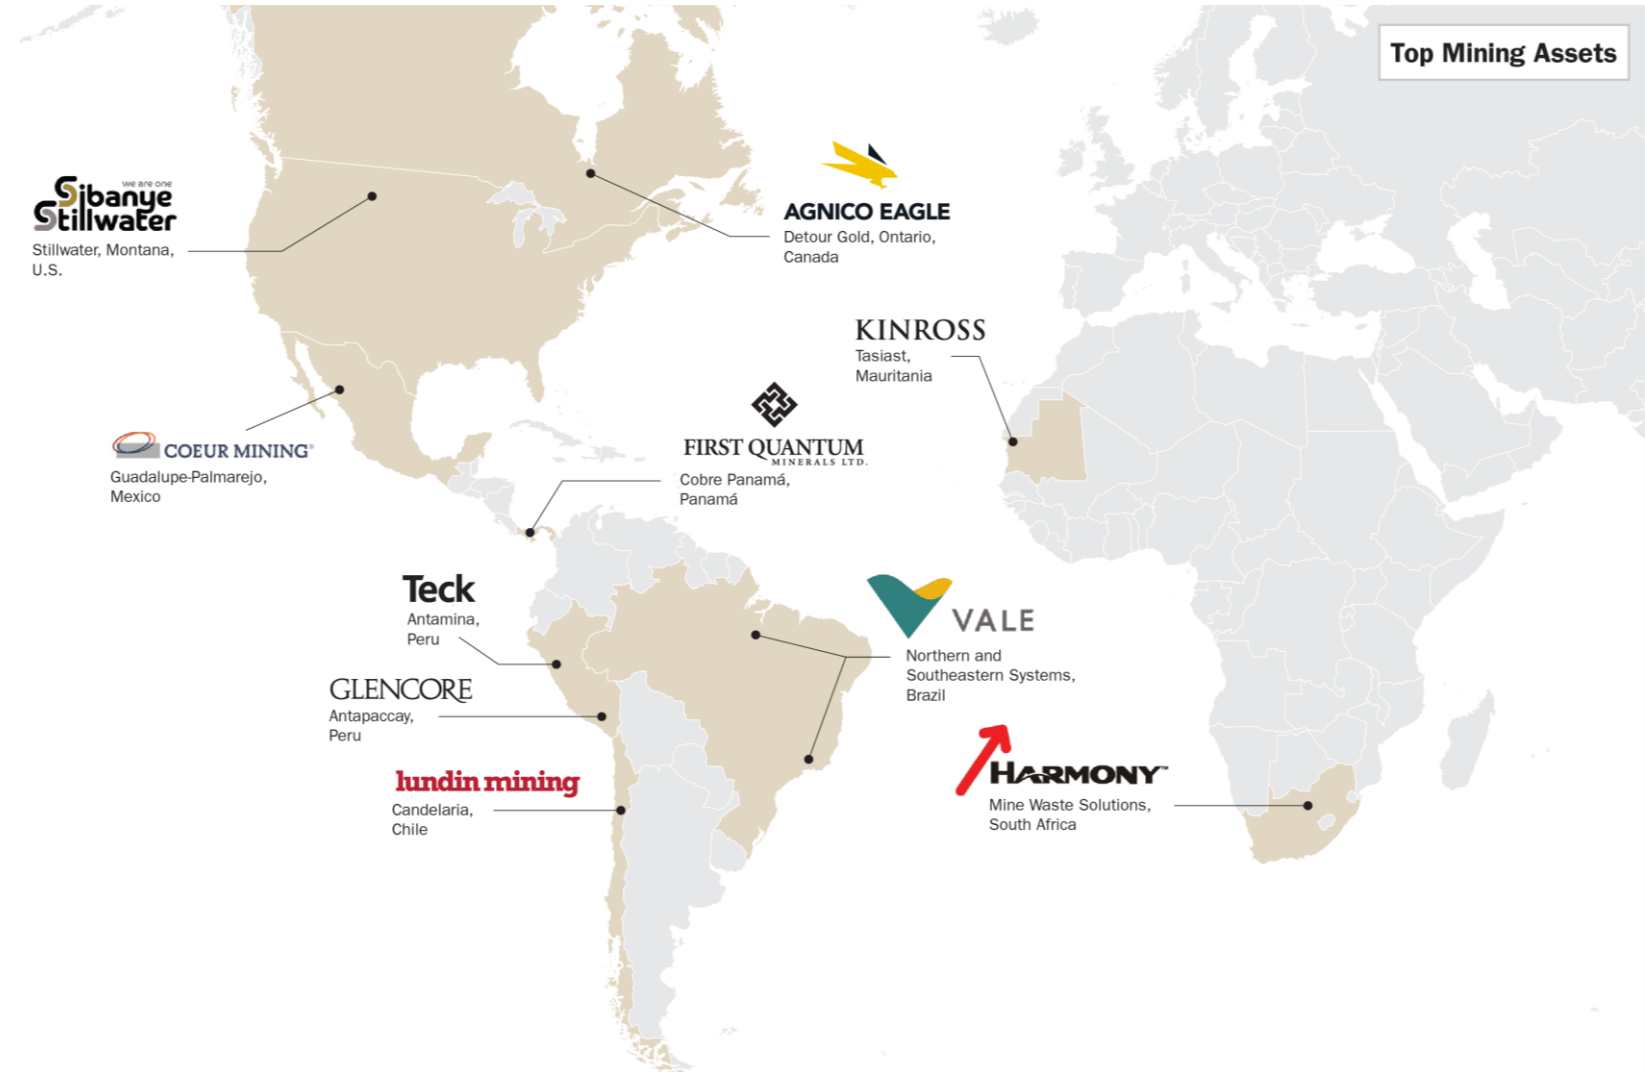 Top Mining Assets
we are one
Sibanye
Stillwater
Stillwater, Montana,
U.S.
AGNICO EAGLE
Detour Gold, Ontario,
Canada
KINROSS
Tasiast,
Mauritania
COEUR MINING®
Guadalupe-Palmarejo,
Mexico
FIRST QUANTUM
MINERALS LTD.
Cobre Panamá,
Panamá
Teck
Antamina,
Peru
VALE
Northern and
Southeastern Systems,
Brazil
GLENCORE
Antapaccay,
Peru
lundin mining
Candelaria,
Chile
HARMONY™
Mine Waste Solutions,
South Africa